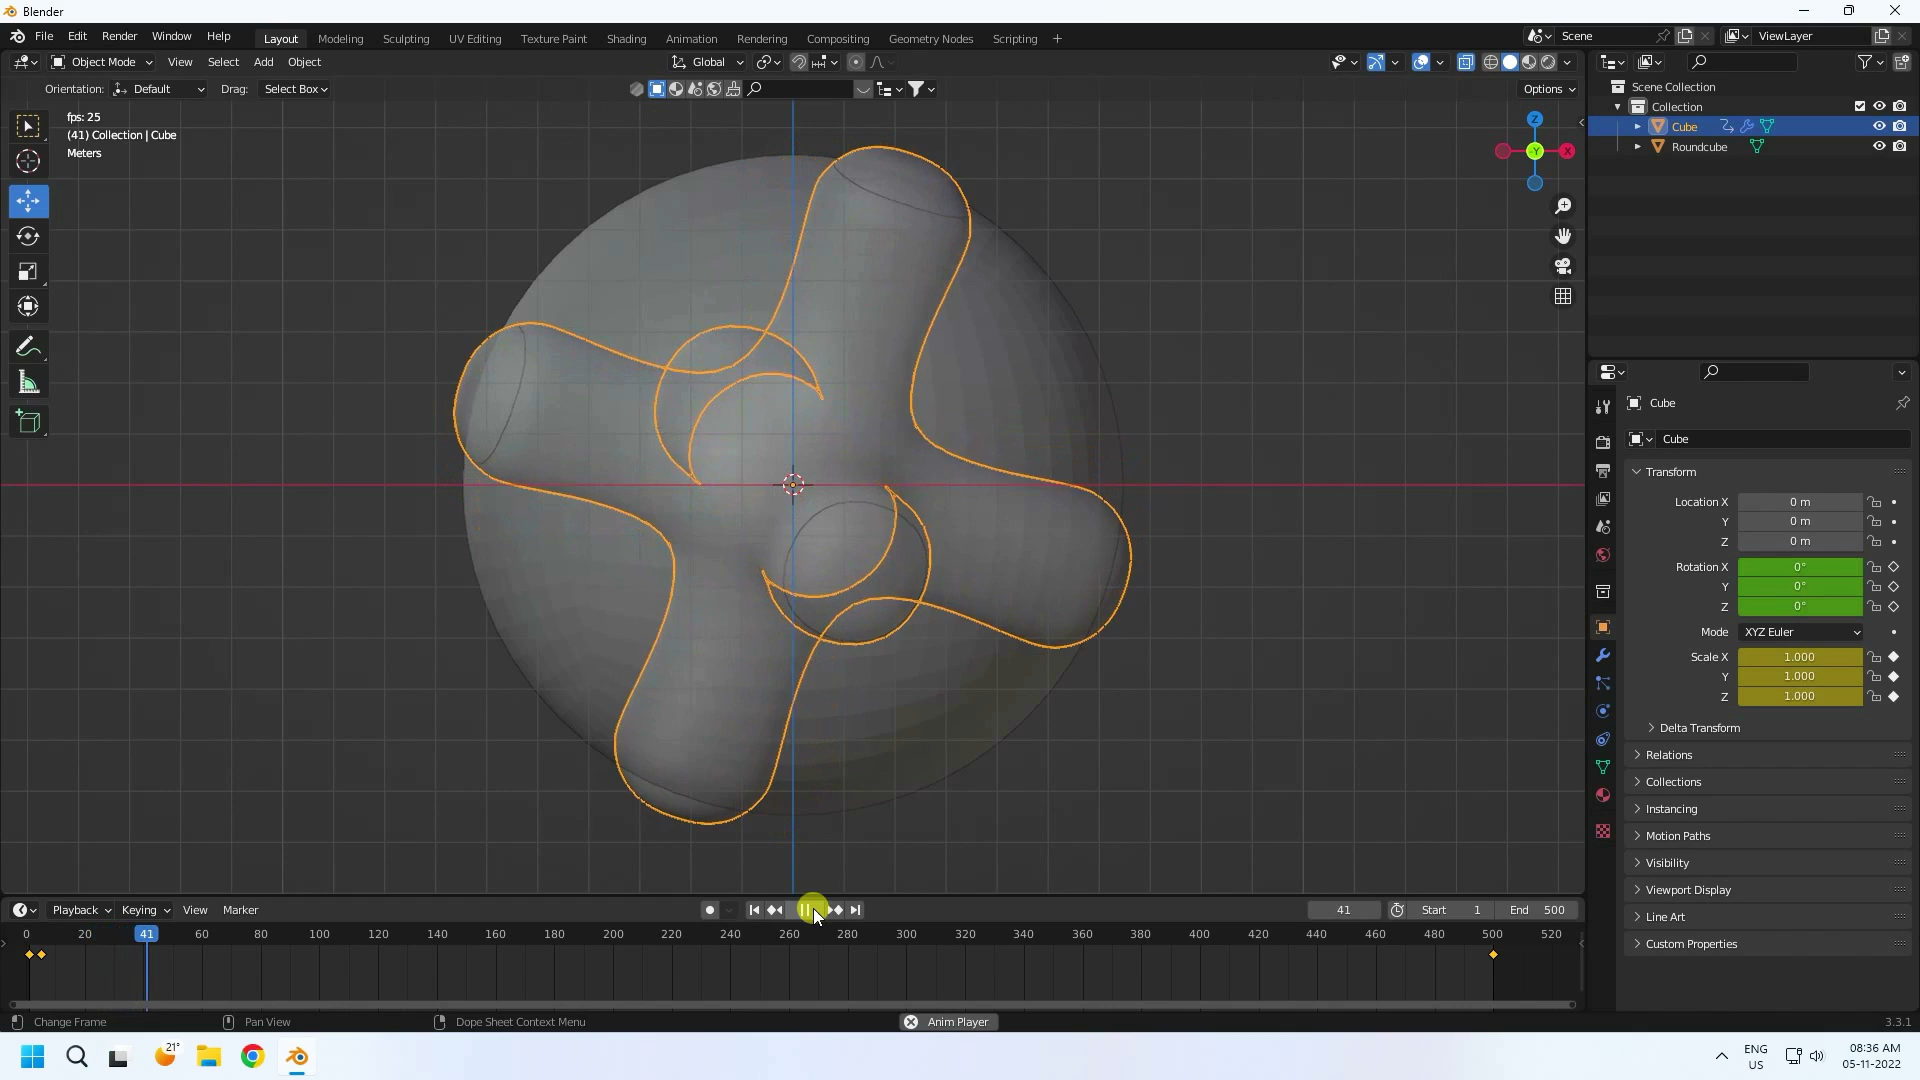 Blender
File Edit Render Window Help Layout Modeling Sculpting UV Editing Texture Paint Shading Animation Rendering Compositing Geometry Nodes Scripting + Scene ViewLayer
Object Mode View Select Add Object Global
Orientation: Default Drag: Select Box Options
fps: 25
(41) Collection | Cube
Meters
Z
-Y X
Scene Collection
Collection
Cube
Roundcube
Cube
Cube
Transform
Location X 0 m
Y 0 m
Z 0 m
Rotation X 0°
Y 0°
Z 0°
Mode XYZ Euler
Scale X 1.000
Y 1.000
Z 1.000
Delta Transform
Relations
Collections
Instancing
Motion Paths
Visibility
Viewport Display
Line Art
Custom Properties
Playback Keying View Marker 41 Start 1 End 500
0 20 41 60 80 100 120 140 160 180 200 220 240 260 280 300 320 340 360 380 400 420 440 460 480 500 520
Change Frame Pan View Dope Sheet Context Menu Anim Player 3.3.1
21°
ENG
US
08:36 AM
05-11-2022